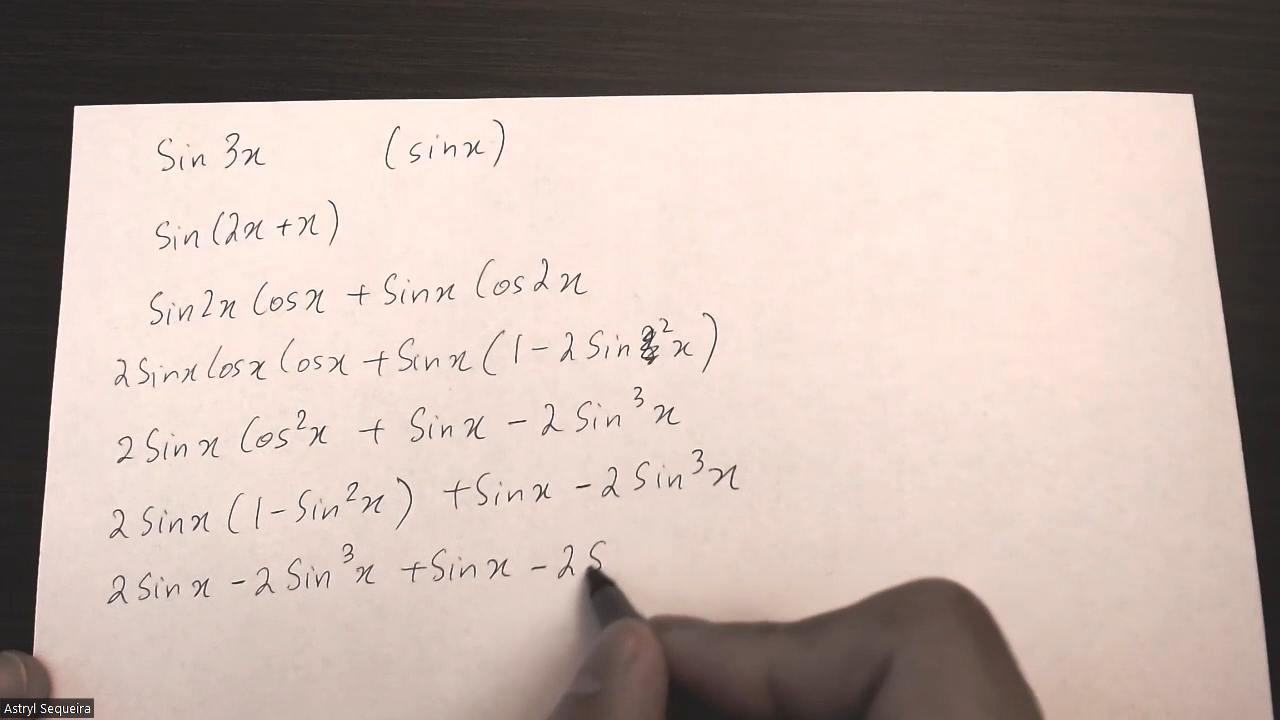 Sin 3x (sinx)
Sin(2x+x)
Sin2x Cosx + Sinx Cos2x
2Sinx Cosx Cosx + Sinx (1-2Sin²x)
2Sinx Cos²x + Sinx - 2Sin³x
2Sinx (1-Sin²x) + Sinx - 2Sin³x
2Sinx - 2Sin³x + Sinx - 2S
Astryl Sequeira